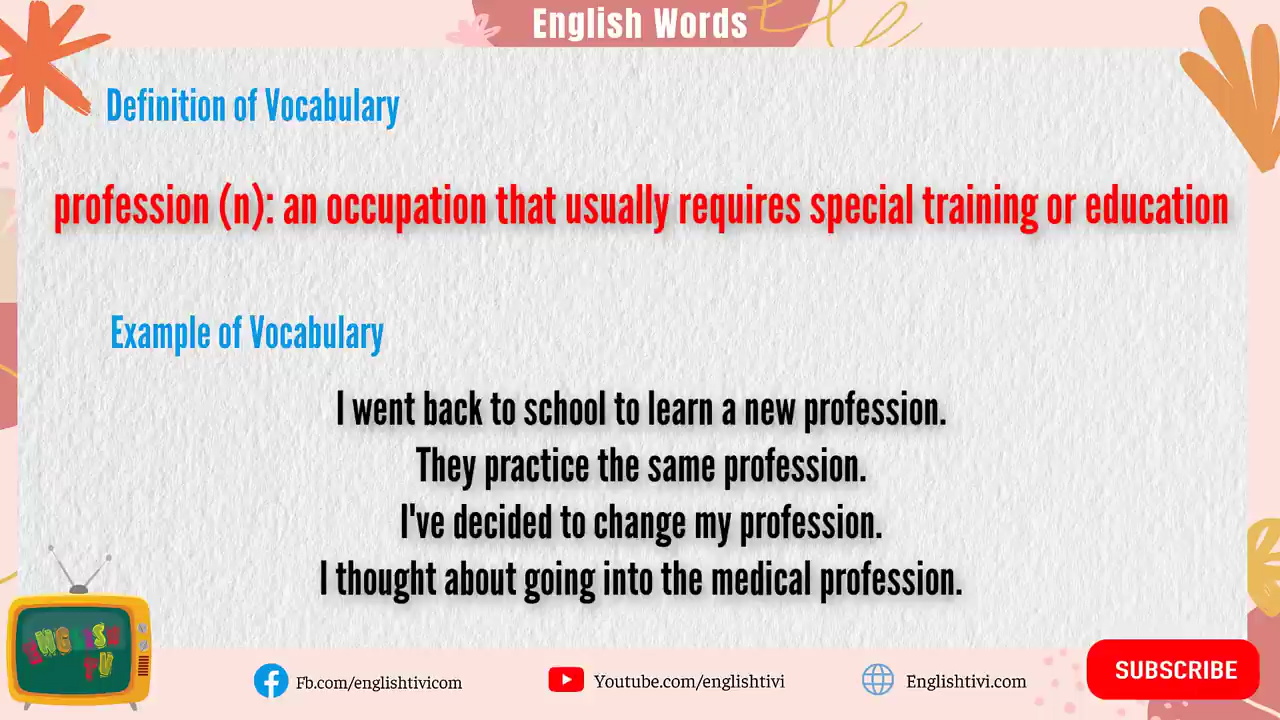 English Words
Definition of Vocabulary
profession (n): an occupation that usually requires special training or education
Example of Vocabulary
I went back to school to learn a new profession.
They practice the same profession.
I've decided to change my profession.
I thought about going into the medical profession.
ENGLISH
TV
Fb.com/englishtivicom
Youtube.com/englishtivi
Englishtivi.com
SUBSCRIBE